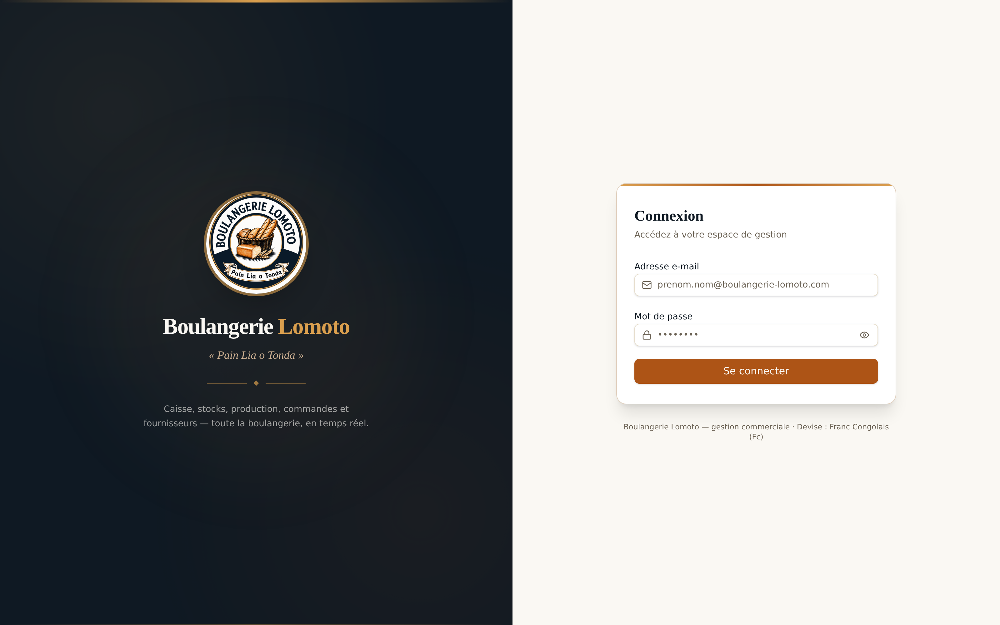 BOULANGERIE LOMOTO
Pain Lia o Tonda
Boulangerie Lomoto
« Pain Lia o Tonda »
Caisse, stocks, production, commandes et
fournisseurs — toute la boulangerie, en temps réel.
Connexion
Accédez à votre espace de gestion
Adresse e-mail
prenom.nom@boulangerie-lomoto.com
Mot de passe
••••••••
Se connecter
Boulangerie Lomoto — gestion commerciale · Devise : Franc Congolais
(Fc)